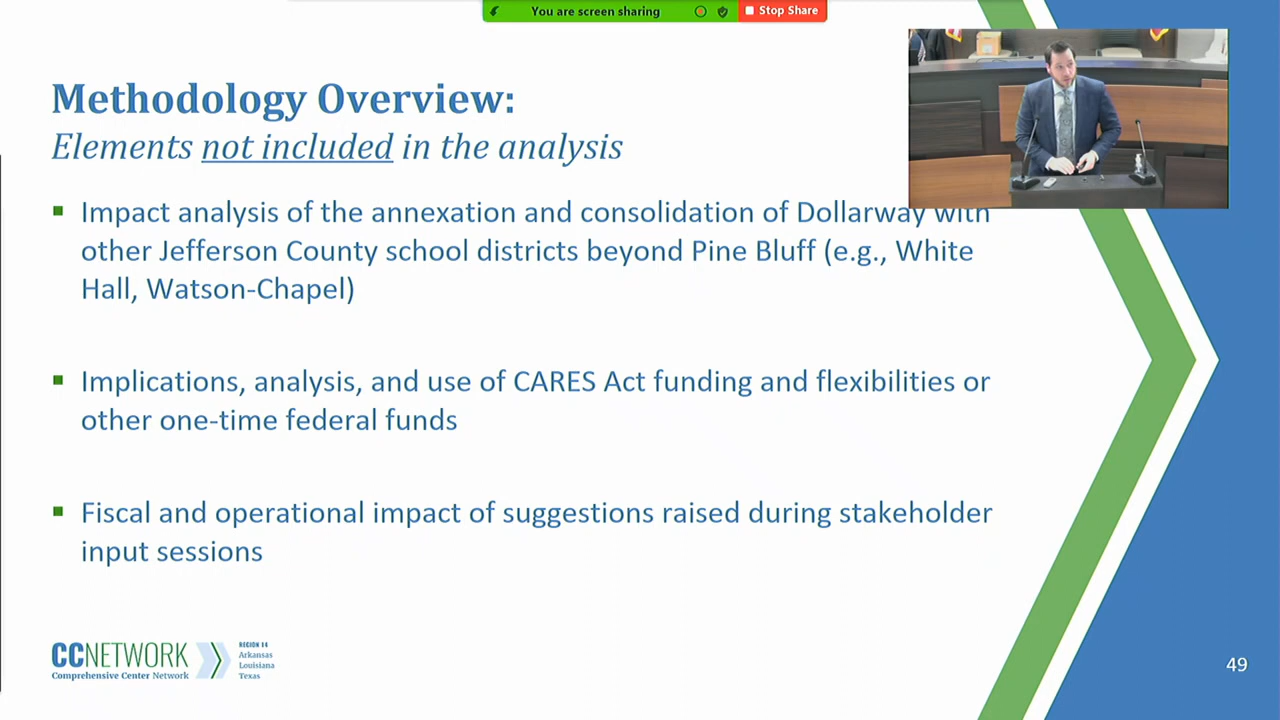 You are screen sharing
Stop Share
Methodology Overview:
Elements not included in the analysis
Impact analysis of the annexation and consolidation of Dollarway with
other Jefferson County school districts beyond Pine Bluff (e.g., White
Hall, Watson-Chapel)
Implications, analysis, and use of CARES Act funding and flexibilities or
other one-time federal funds
Fiscal and operational impact of suggestions raised during stakeholder
input sessions
CCNETWORK
Comprehensive Center Network
REGION 14
Arkansas
Louisiana
Texas
49